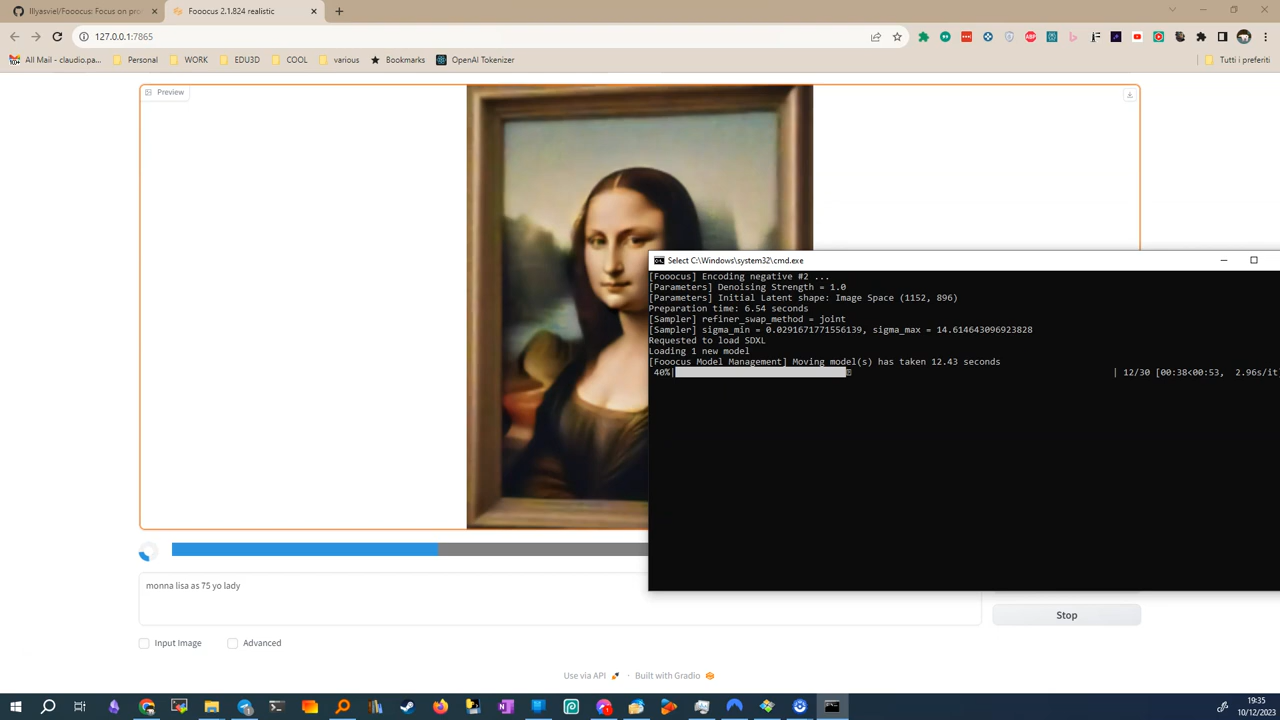 lllyasviel/Fooocus: Focus on pro
Fooocus 2.1.824 realistic
127.0.0.1:7865
All Mail - claudio.pa...
Personal
WORK
EDU3D
COOL
various
Bookmarks
OpenAI Tokenizer
Tutti i preferiti
Preview
Select C:\Windows\system32\cmd.exe
[Fooocus] Encoding negative #2 ...
[Parameters] Denoising Strength = 1.0
[Parameters] Initial Latent shape: Image Space (1152, 896)
Preparation time: 6.54 seconds
[Sampler] refiner_swap_method = joint
[Sampler] sigma_min = 0.0291671771556139, sigma_max = 14.614643096923828
Requested to load SDXL
Loading 1 new model
[Fooocus Model Management] Moving model(s) has taken 12.43 seconds
40%| | 12/30 [00:38<00:53, 2.96s/it
monna lisa as 75 yo lady
Stop
Input Image
Advanced
Use via API
· Built with Gradio
19:35
10/12/2023